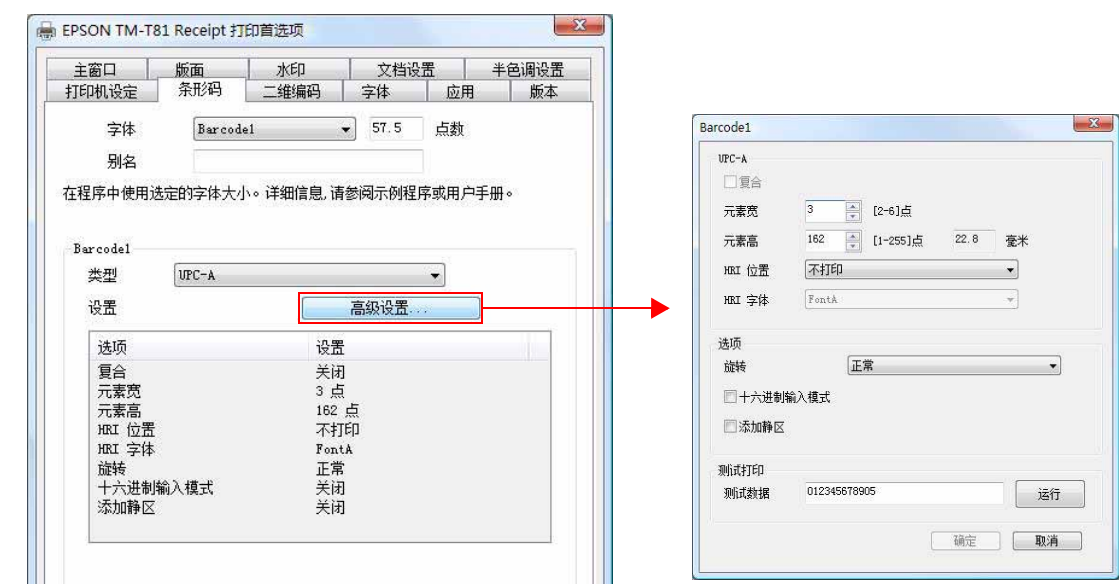 EPSON TM-T81 Receipt 打印首选项
主窗口 版面 水印 文档设置 半色调设置
打印机设定 条形码 二维编码 字体 应用 版本
字体 Barcode1 57.5 点数
别名
在程序中使用选定的字体大小。详细信息,请参阅示例程序或用户手册。
Barcode1
类型 UPC-A
设置 高级设置...
选项 设置
复合 关闭
元素宽 3 点
元素高 162 点
HRI 位置 不打印
HRI 字体 FontA
旋转 正常
十六进制输入模式 关闭
添加静区 关闭
Barcode1
UPC-A
复合
元素宽 3 [2-6]点
元素高 162 [1-255]点 22.8 毫米
HRI 位置 不打印
HRI 字体 FontA
选项
旋转 正常
十六进制输入模式
添加静区
测试打印
测试数据 012345678905 运行
确定 取消